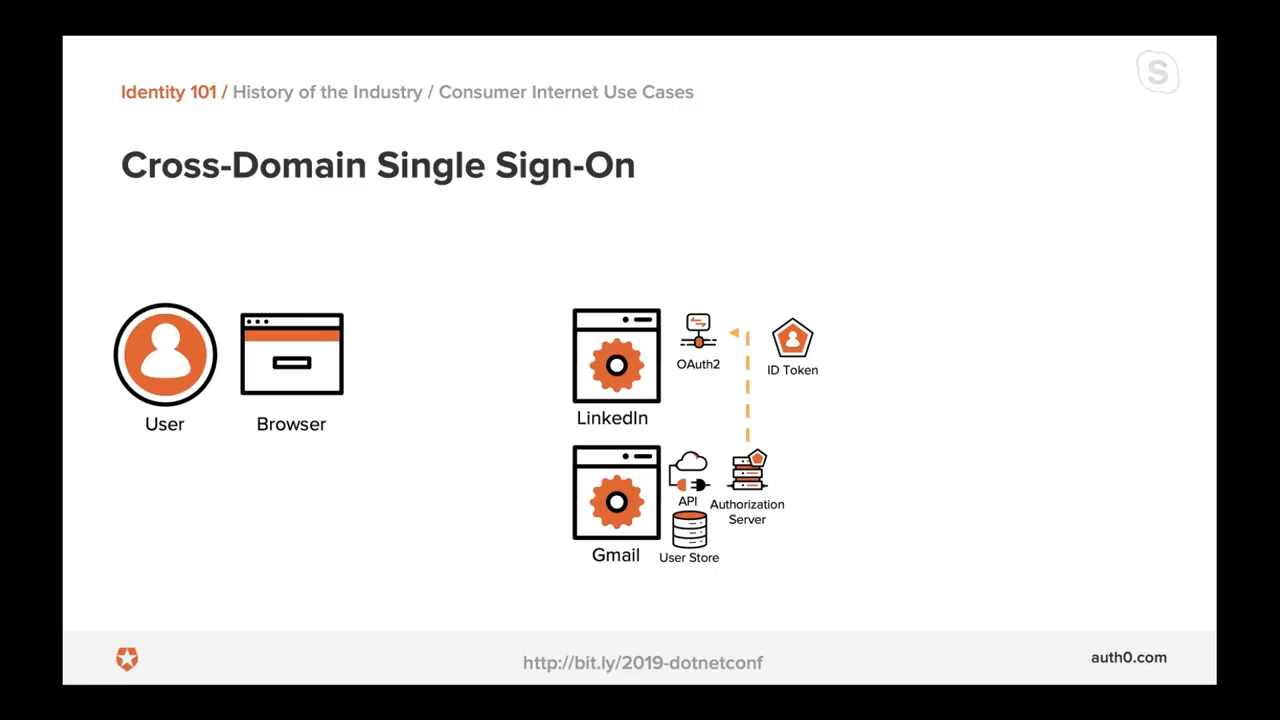 Identity 101 / History of the Industry / Consumer Internet Use Cases
S
Cross-Domain Single Sign-On
User
Browser
LinkedIn
OAuth2
ID Token
Gmail
API
Authorization
Server
User Store
http://bit.ly/2019-dotnetconf
auth0.com